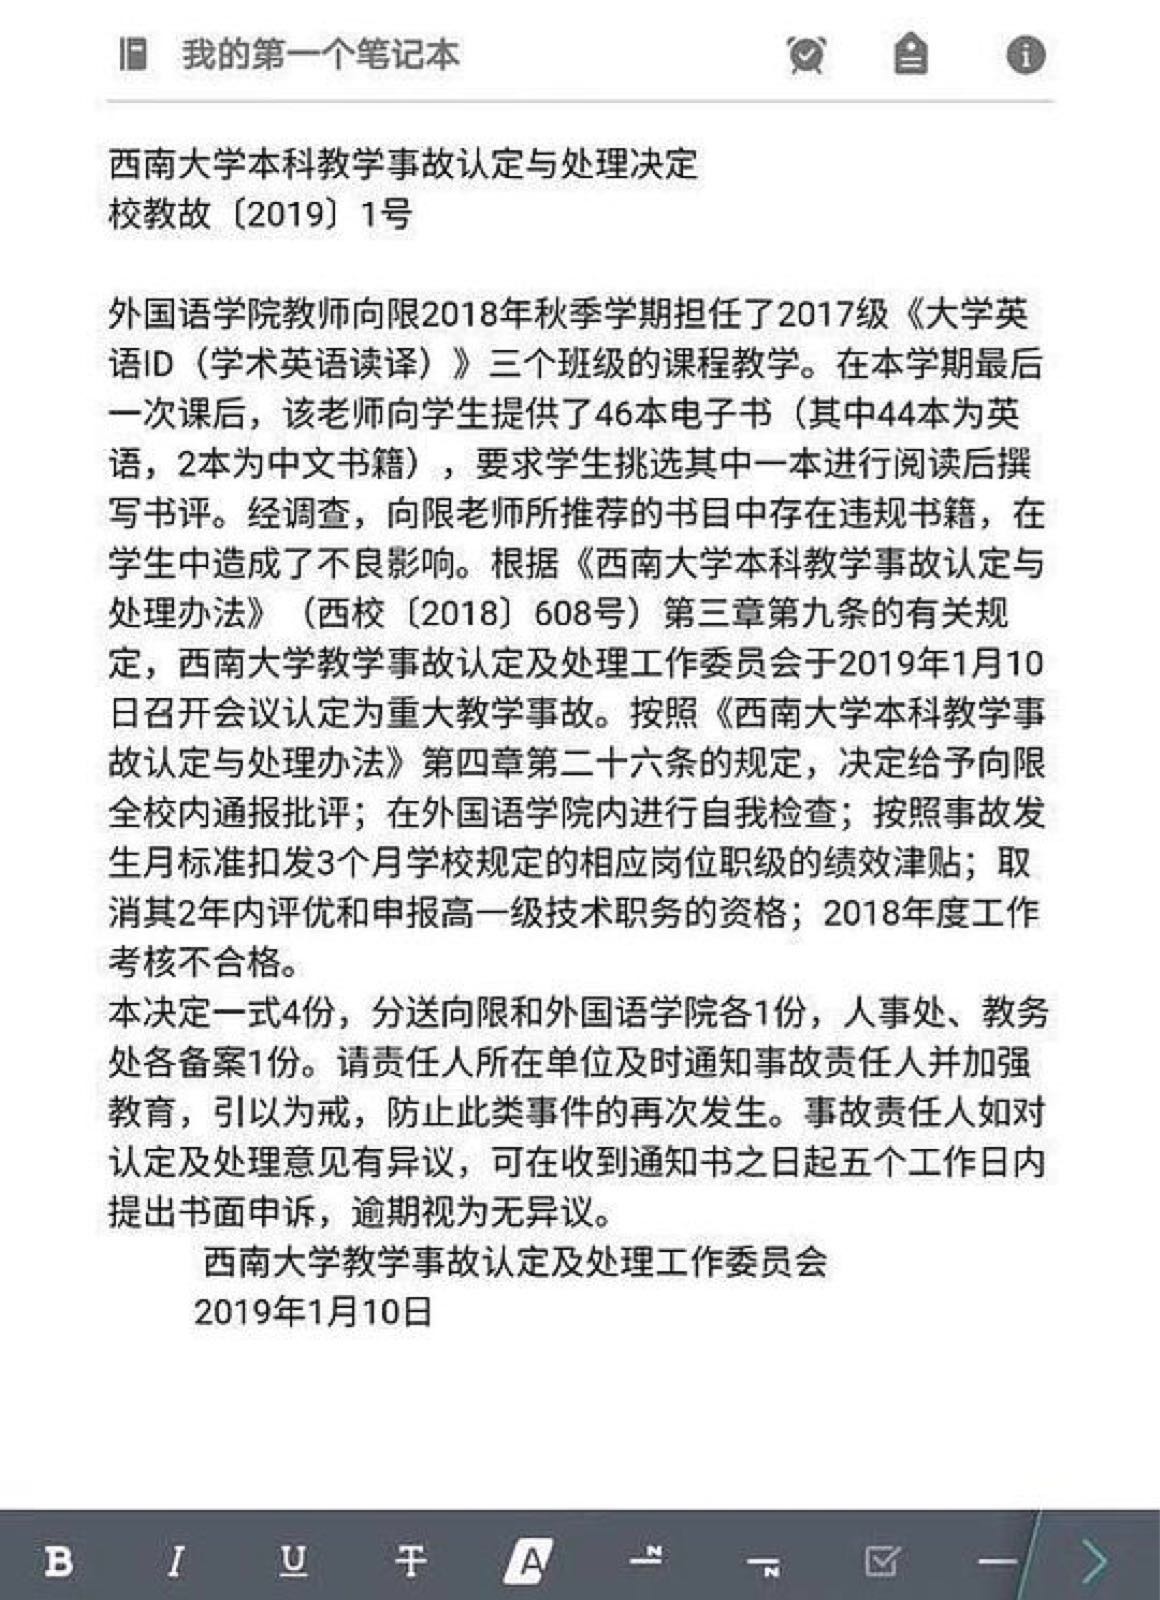 我的第一个笔记本
西南大学本科教学事故认定与处理决定
校教故〔2019〕1号
外国语学院教师向限2018年秋季学期担任了2017级《大学英
语ID（学术英语读译）》三个班级的课程教学。在本学期最后
一次课后，该老师向学生提供了46本电子书（其中44本为英
语，2本为中文书籍），要求学生挑选其中一本进行阅读后撰
写书评。经调查，向限老师所推荐的书目中存在违规书籍，在
学生中造成了不良影响。根据《西南大学本科教学事故认定与
处理办法》（西校〔2018〕608号）第三章第九条的有关规
定，西南大学教学事故认定及处理工作委员会于2019年1月10
日召开会议认定为重大教学事故。按照《西南大学本科教学事
故认定与处理办法》第四章第二十六条的规定，决定给予向限
全校内通报批评；在外国语学院内进行自我检查；按照事故发
生月标准扣发3个月学校规定的相应岗位职级的绩效津贴；取
消其2年内评优和申报高一级技术职务的资格；2018年度工作
考核不合格。
本决定一式4份，分送向限和外国语学院各1份，人事处、教务
处各备案1份。请责任人所在单位及时通知事故责任人并加强
教育，引以为戒，防止此类事件的再次发生。事故责任人如对
认定及处理意见有异议，可在收到通知书之日起五个工作日内
提出书面申诉，逾期视为无异议。
西南大学教学事故认定及处理工作委员会
2019年1月10日
B I U T A N N